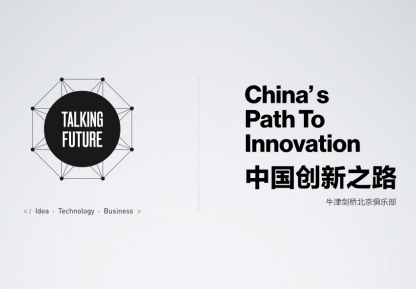 TALKING
FUTURE
</ Idea · Technology · Business >
China's
Path To
Innovation
中国创新之路
牛津剑桥北京俱乐部